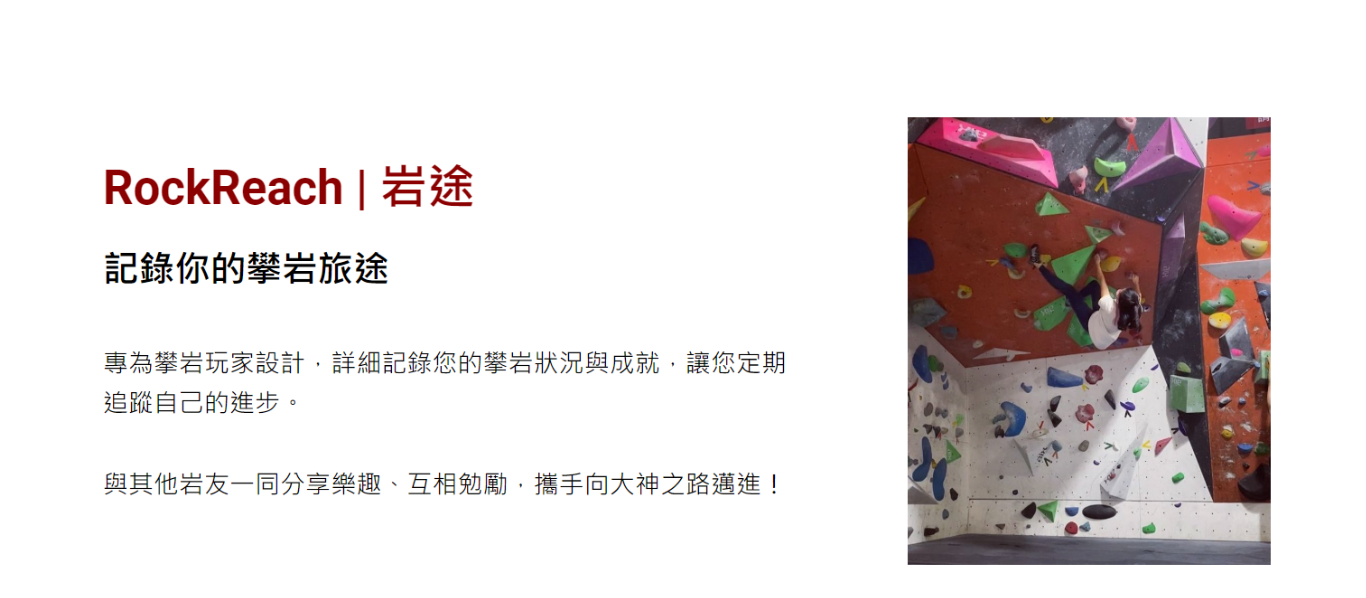 RockReach | 岩途
記錄你的攀岩旅途
專為攀岩玩家設計，詳細記錄您的攀岩狀況與成就，讓您定期
追蹤自己的進步。
與其他岩友一同分享樂趣、互相勉勵，攜手向大神之路邁進！